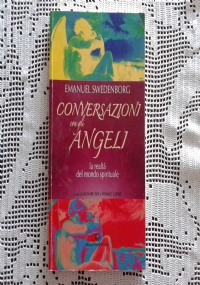 EMANUEL SWEDENBORG
CONVERSAZIONI
con gli
ANGELI
la realtà
del mondo spirituale